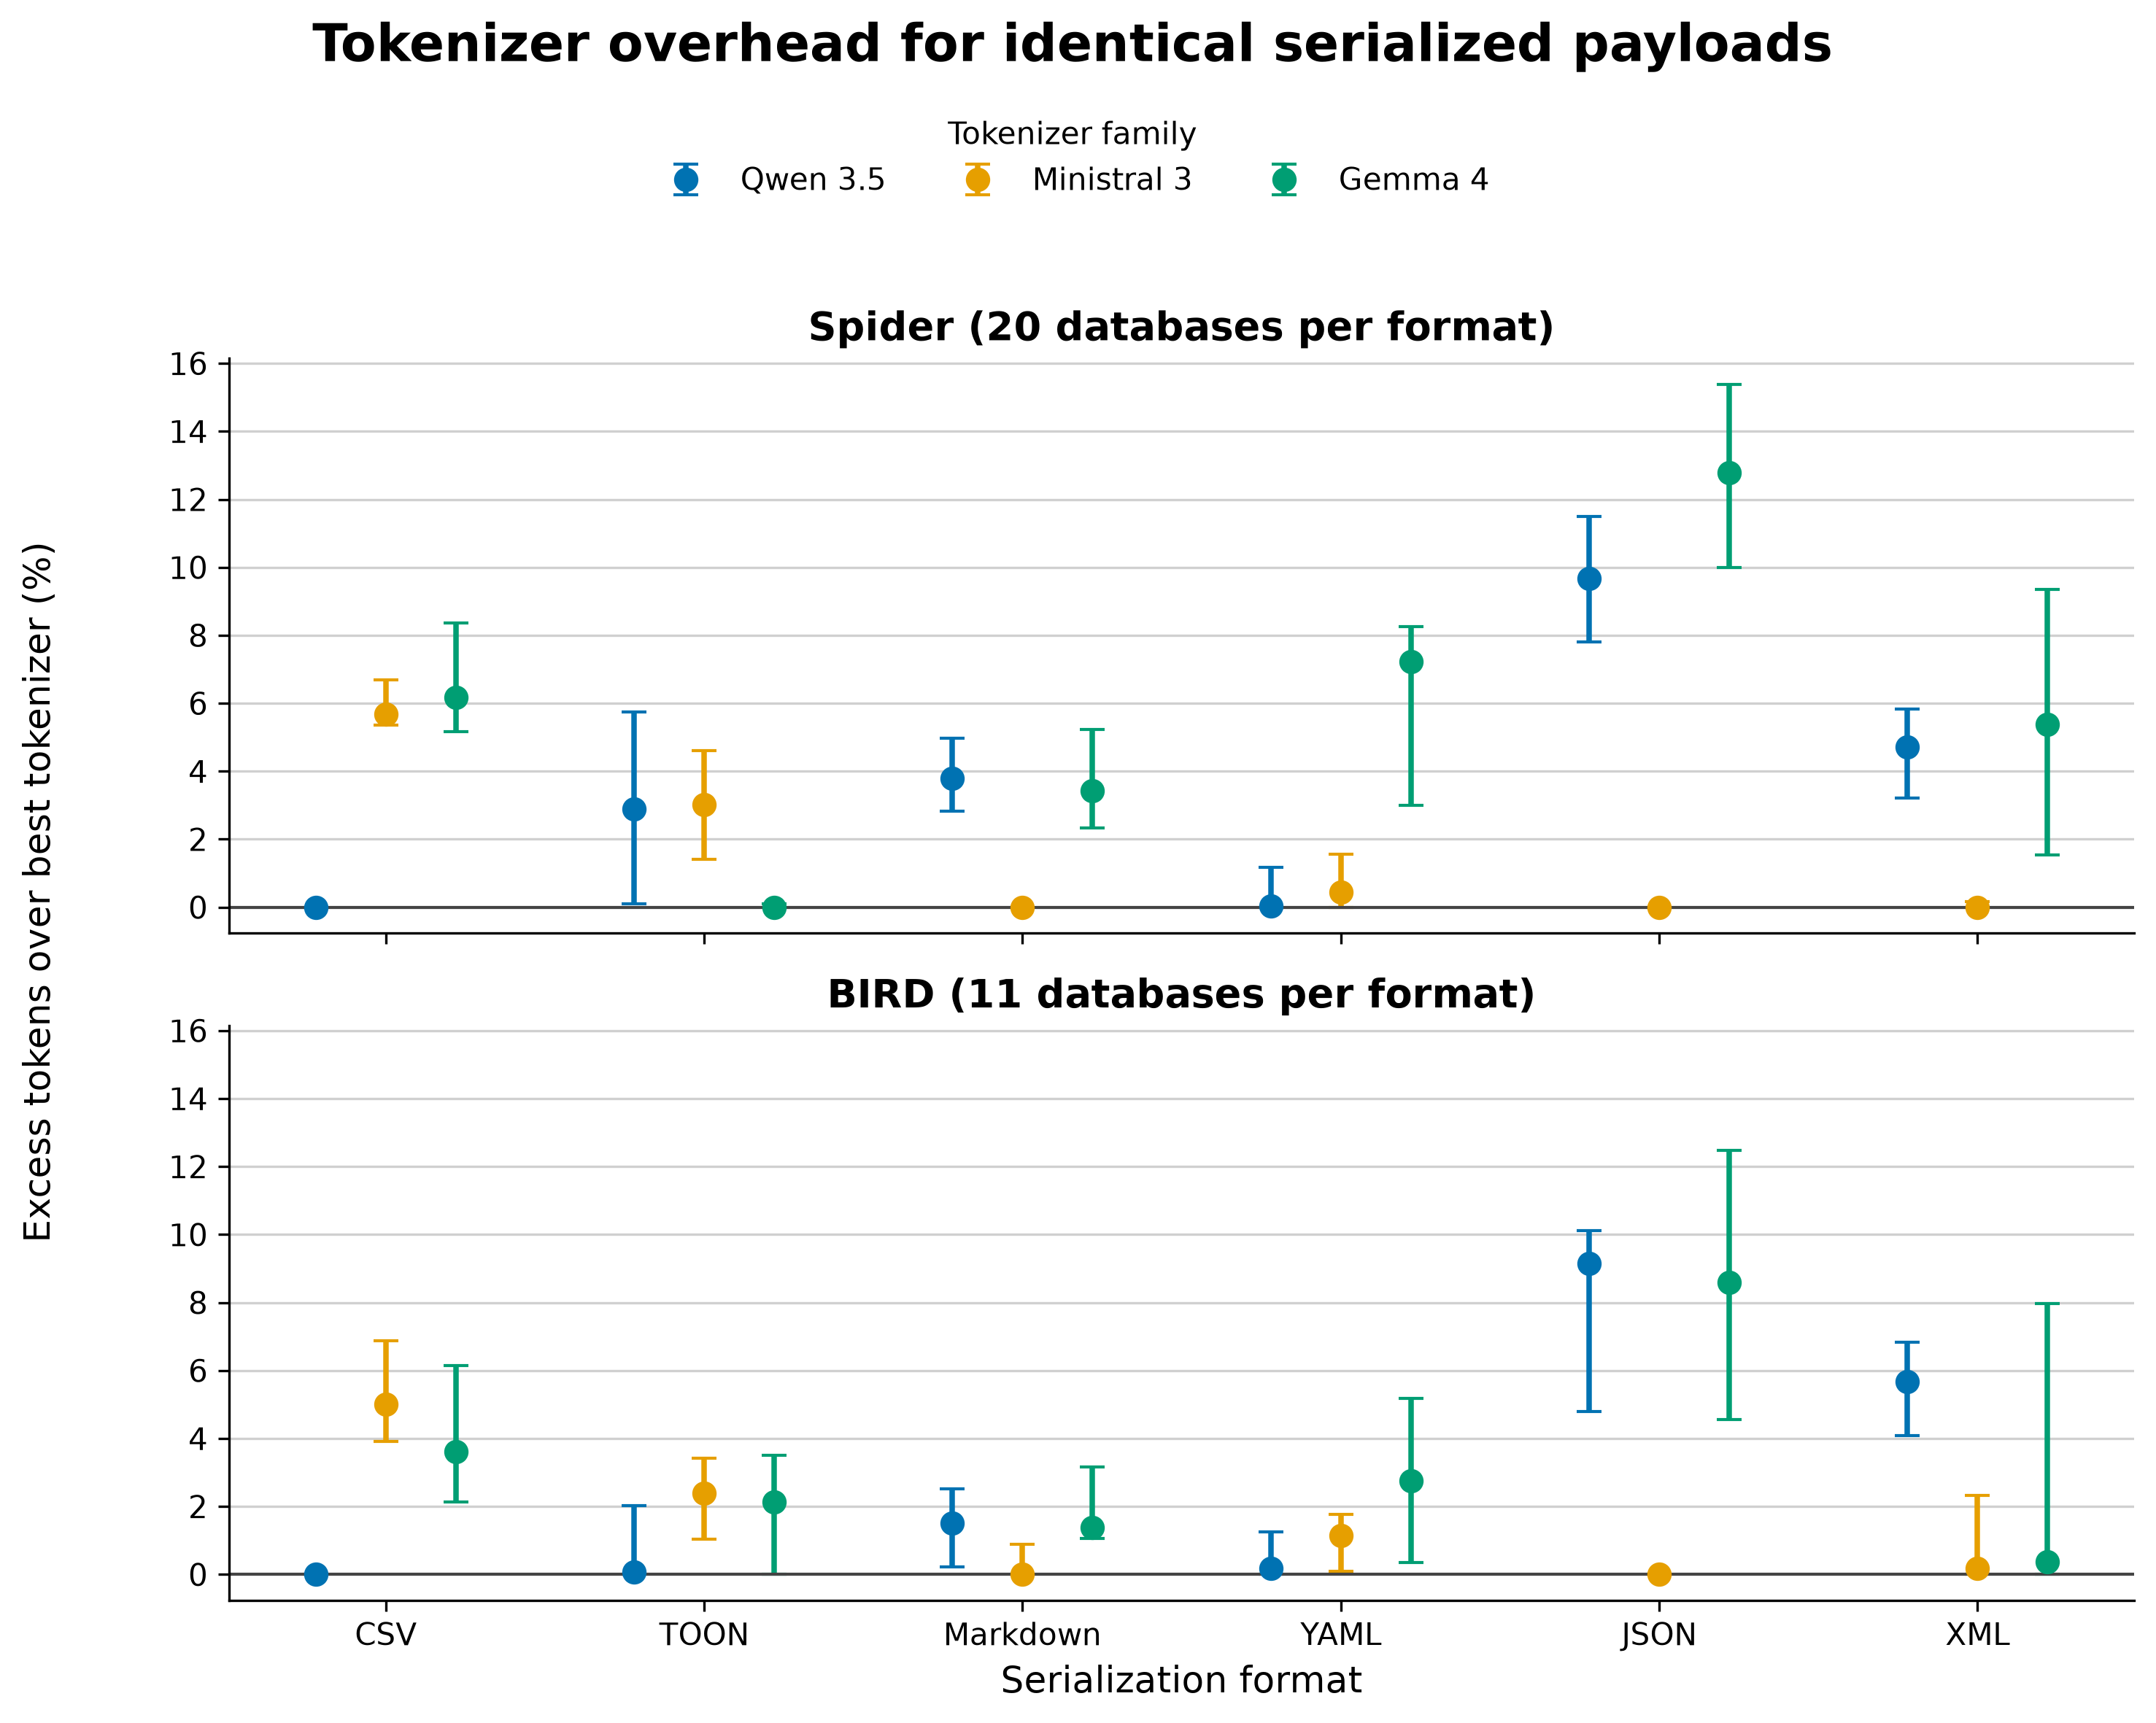 Tokenizer overhead for identical serialized payloads
Tokenizer family
Qwen 3.5 Ministral 3 Gemma 4
Spider (20 databases per format)
16
14
12
10
8
6
4
2
0
Excess tokens over best tokenizer (%)
BIRD (11 databases per format)
16
14
12
10
8
6
4
2
0
CSV TOON Markdown YAML JSON XML
Serialization format